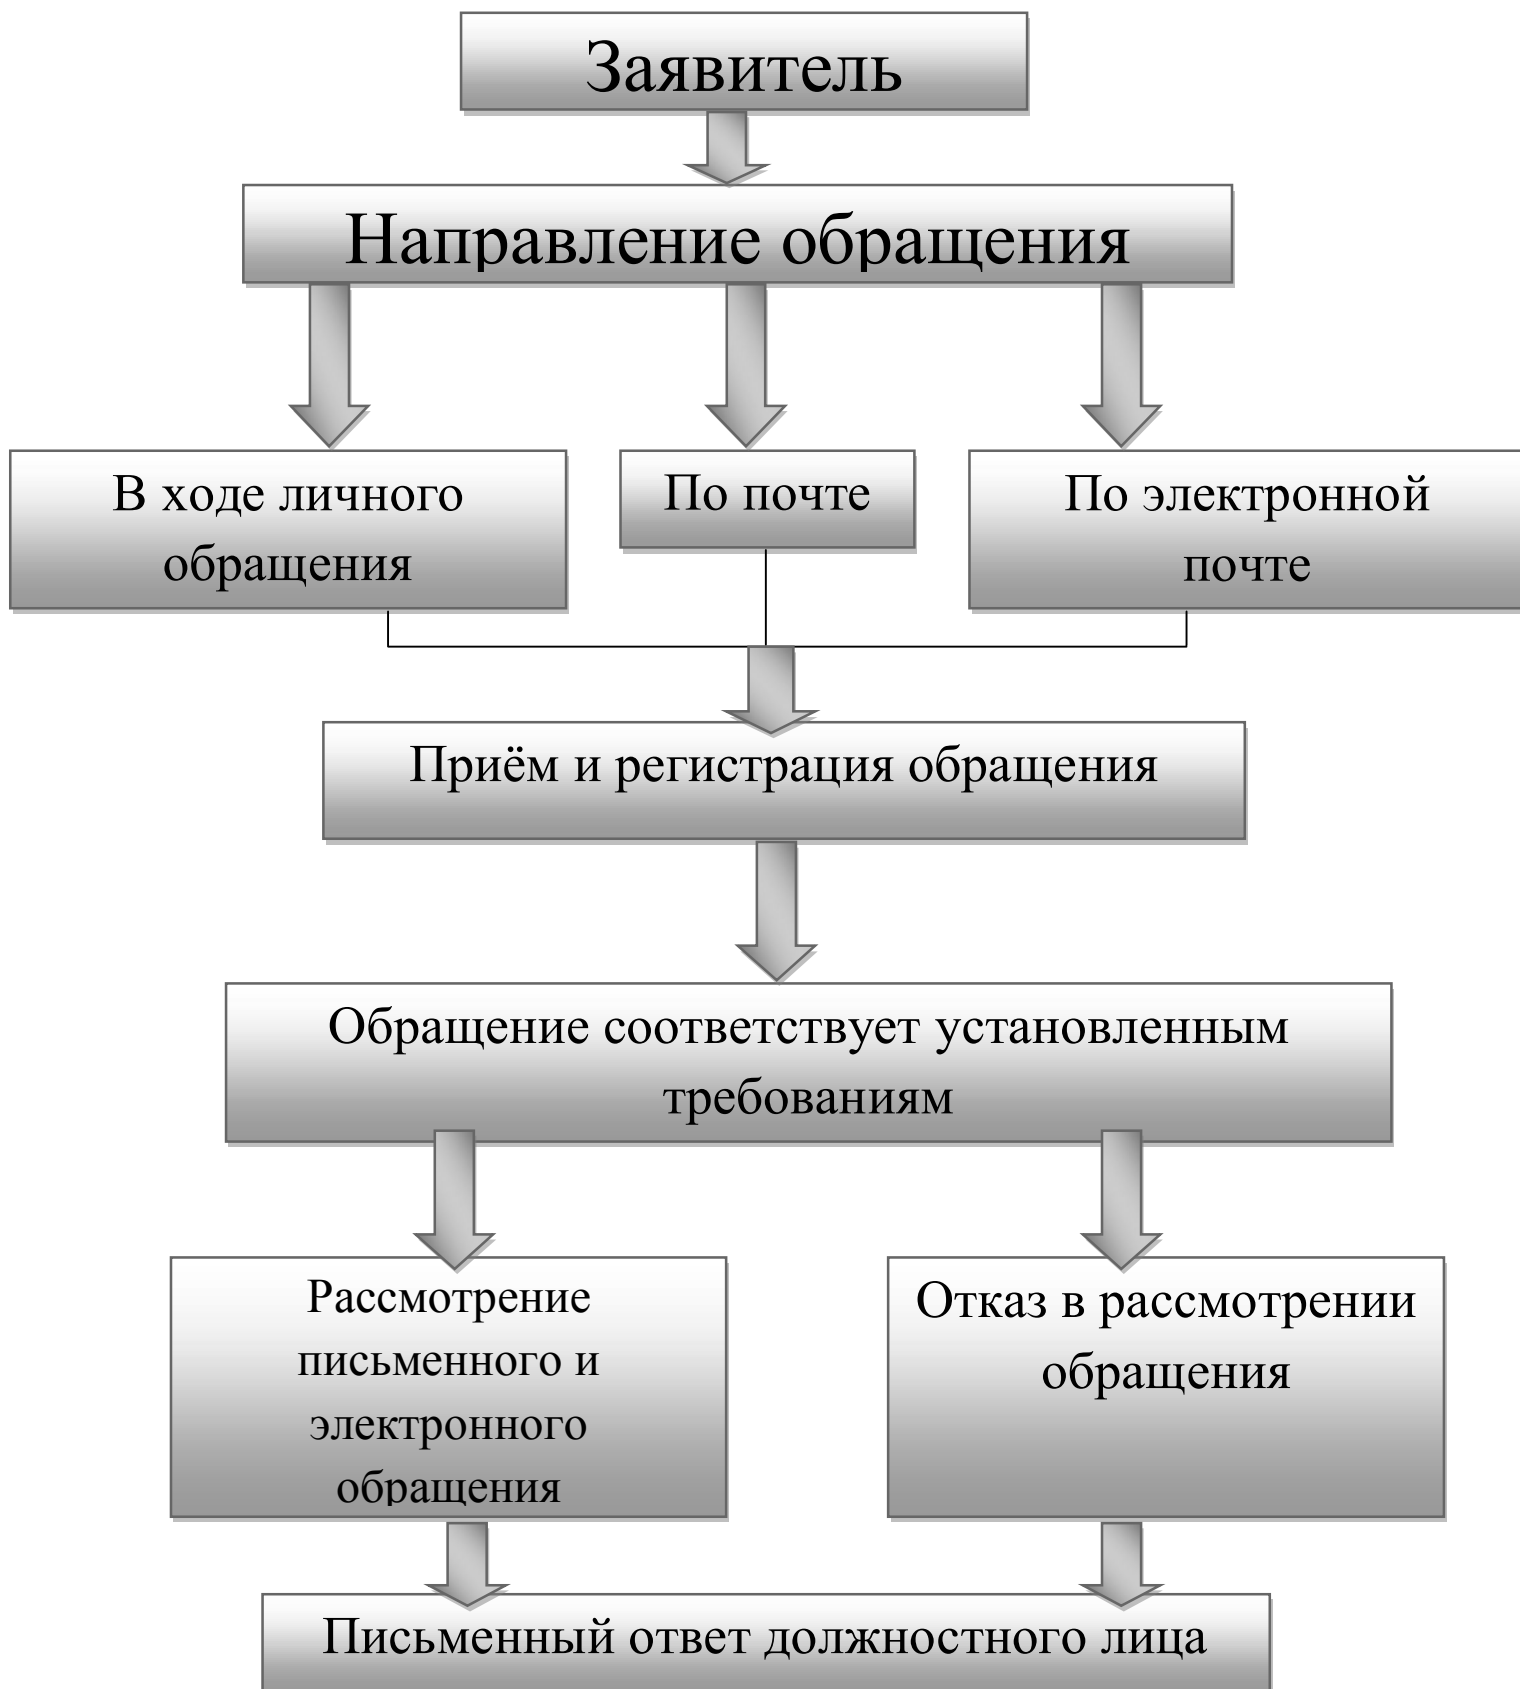 Заявитель
Направление обращения
В ходе личного
обращения
По почте
По электронной
почте
Приём и регистрация обращения
Обращение соответствует установленным
требованиям
Рассмотрение
письменного и
электронного
обращения
Отказ в рассмотрении
обращения
Письменный ответ должностного лица